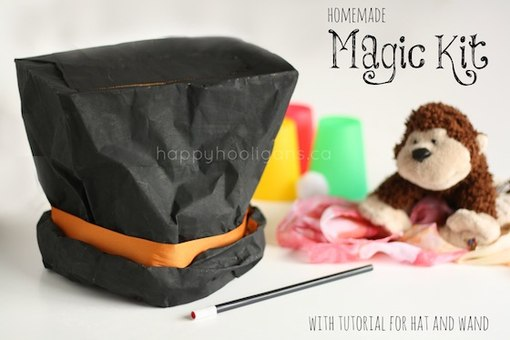 HOMEMADE
MAGIC KIT
happyhooligans.ca
WITH TUTORIAL FOR HAT AND WAND